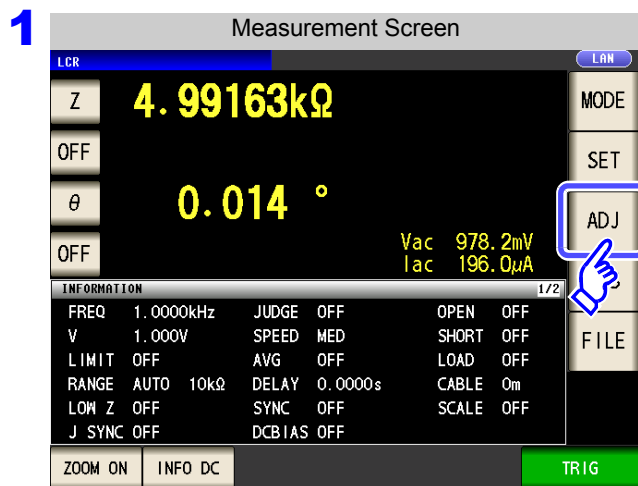 1
Measurement Screen
LCR
LAN
Z 4.99163kΩ
MODE
OFF
SET
θ 0.014 °
ADJ
OFF
Vac 978.2mV
Iac 196.0μA
INFORMATION 1/2
FREQ 1.0000kHz JUDGE OFF OPEN OFF
V 1.000V SPEED MED SHORT OFF
FILE
LIMIT OFF AVG OFF LOAD OFF
RANGE AUTO 10kΩ DELAY 0.0000s CABLE 0m
LOW Z OFF SYNC OFF SCALE OFF
J SYNC OFF DCBIAS OFF
ZOOM ON INFO DC TRIG